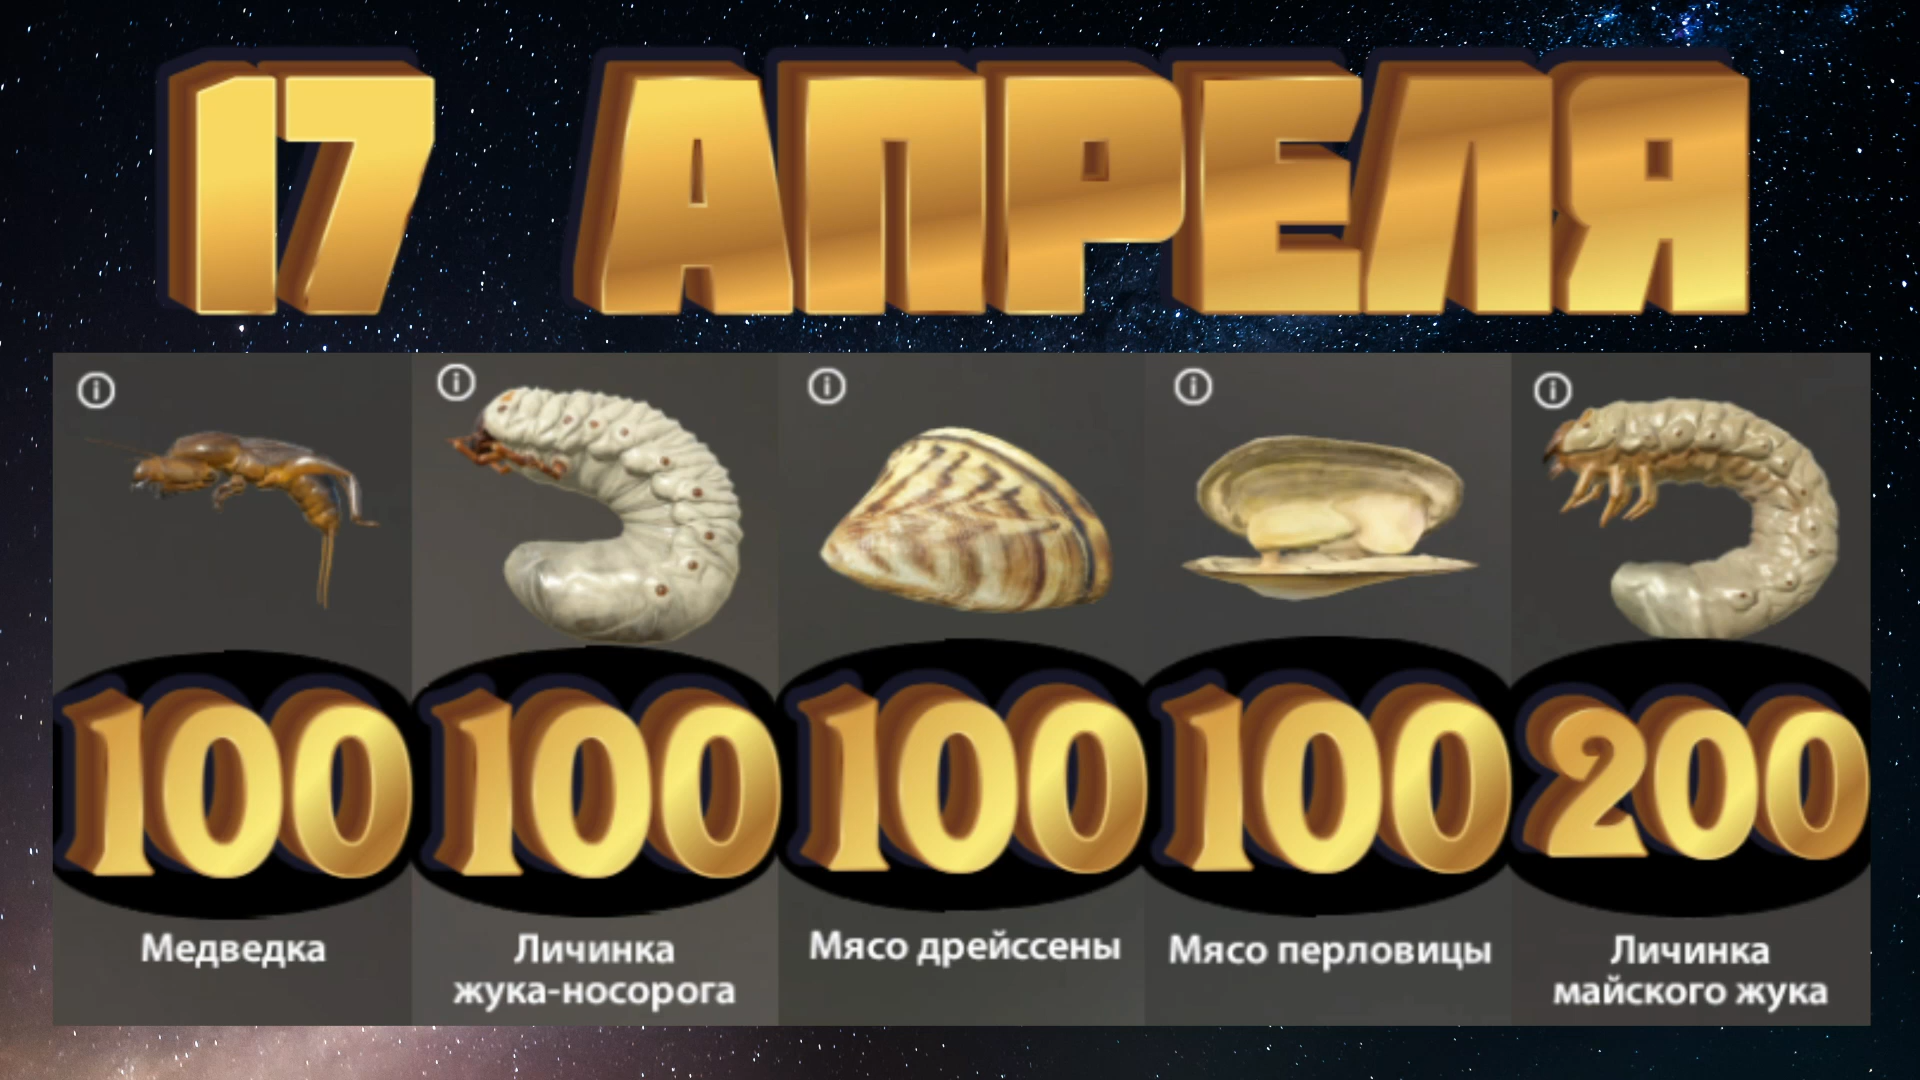 17 АПРЕЛЯ
100 100 100 100 200
Медведка
Личинка
жука-носорога
Мясо дрейссены
Мясо перловицы
Личинка
майского жука